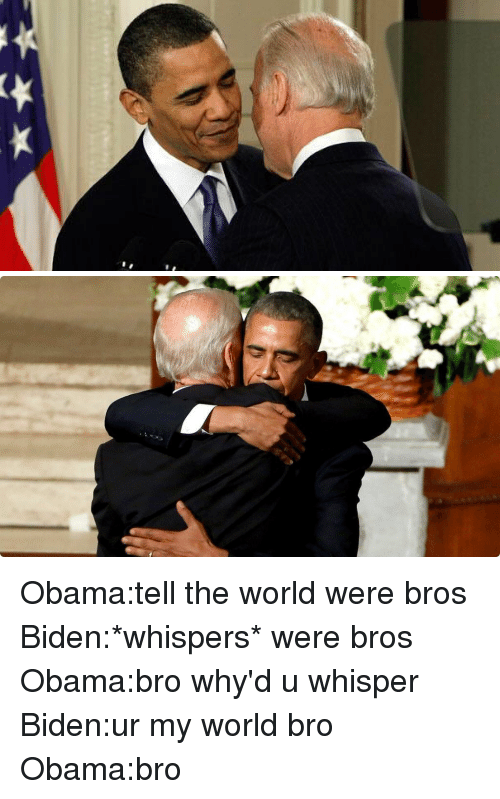 Obama:tell the world were bros
Biden:*whispers* were bros
Obama:bro why'd u whisper
Biden:ur my world bro
Obama:bro